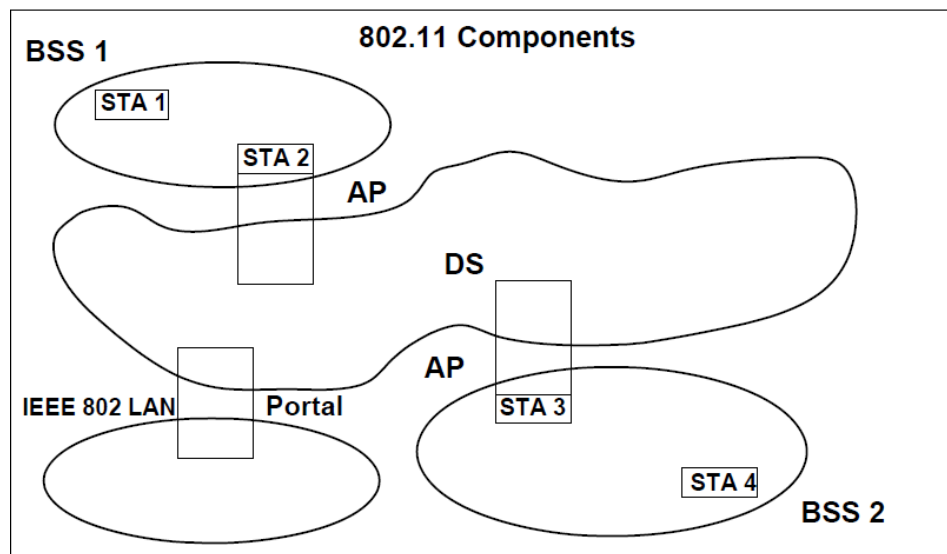 802.11 Components
BSS 1
STA 1
STA 2
AP
DS
AP
IEEE 802 LAN
Portal
STA 3
STA 4
BSS 2